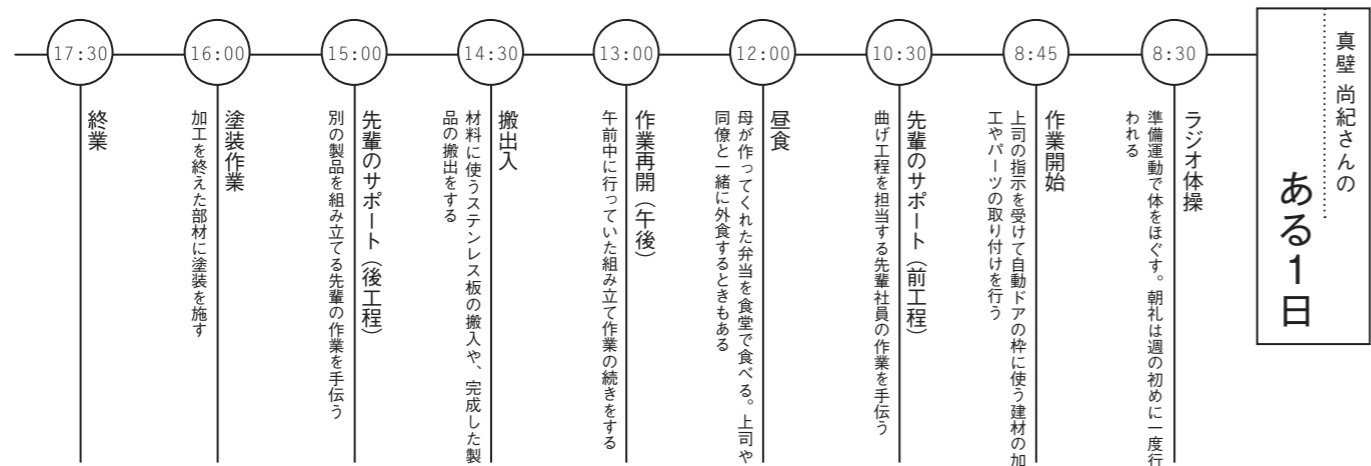 真壁 尚紀さんの
ある1日
8:30
ラジオ体操
準備運動で体をほぐす。朝礼は週の初めに一度行
われる
8:45
作業開始
上司の指示を受けて自動ドアの枠に使う建材の加
工やパーツの取り付けを行う
10:30
先輩のサポート（前工程）
曲げ工程を担当する先輩社員の作業を手伝う
12:00
昼食
母が作ってくれた弁当を食堂で食べる。上司や
同僚と一緒に外食するときもある
13:00
作業再開（午後）
午前中に行っていた組み立て作業の続きをする
14:30
搬出入
材料に使うステンレス板の搬入や、完成した製
品の搬出をする
15:00
先輩のサポート（後工程）
別の製品を組み立てる先輩の作業を手伝う
16:00
塗装作業
加工を終えた部材に塗装を施す
17:30
終業